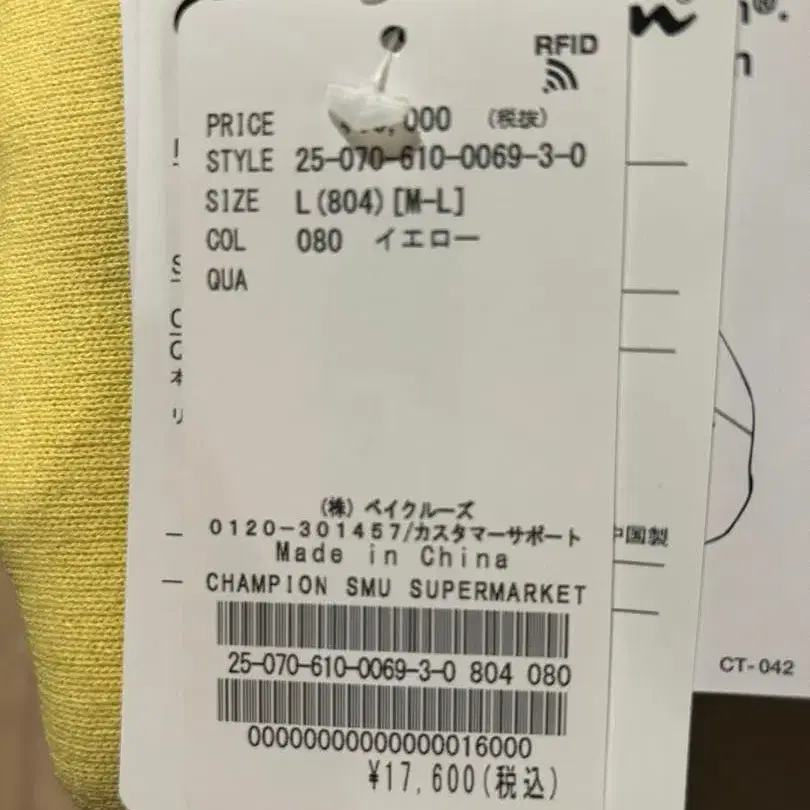 RFID
PRICE ,000 (税抜)
STYLE 25-070-610-0069-3-0
SIZE L(804)[M-L]
COL 080 イエロー
QUA
(株) ベイクルーズ
0120-301457/カスタマーサポート
Made in China
CHAMPION SMU SUPERMARKET
25-070-610-0069-3-0 804 080
00000000000000016000
¥17,600(税込)
中国製
CT-042